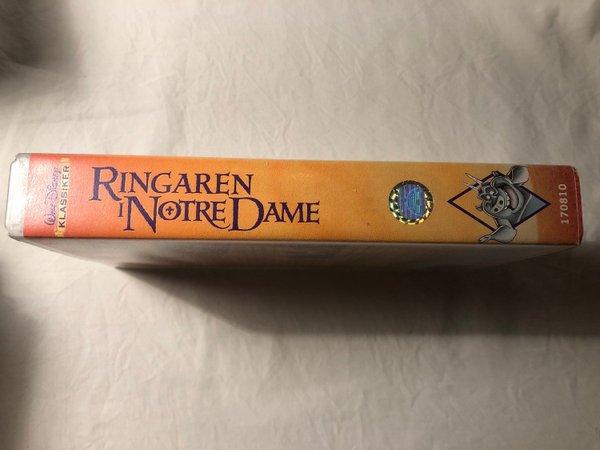 Walt Disney
KLASSIKER
RINGAREN
I NOTRE DAME
170810